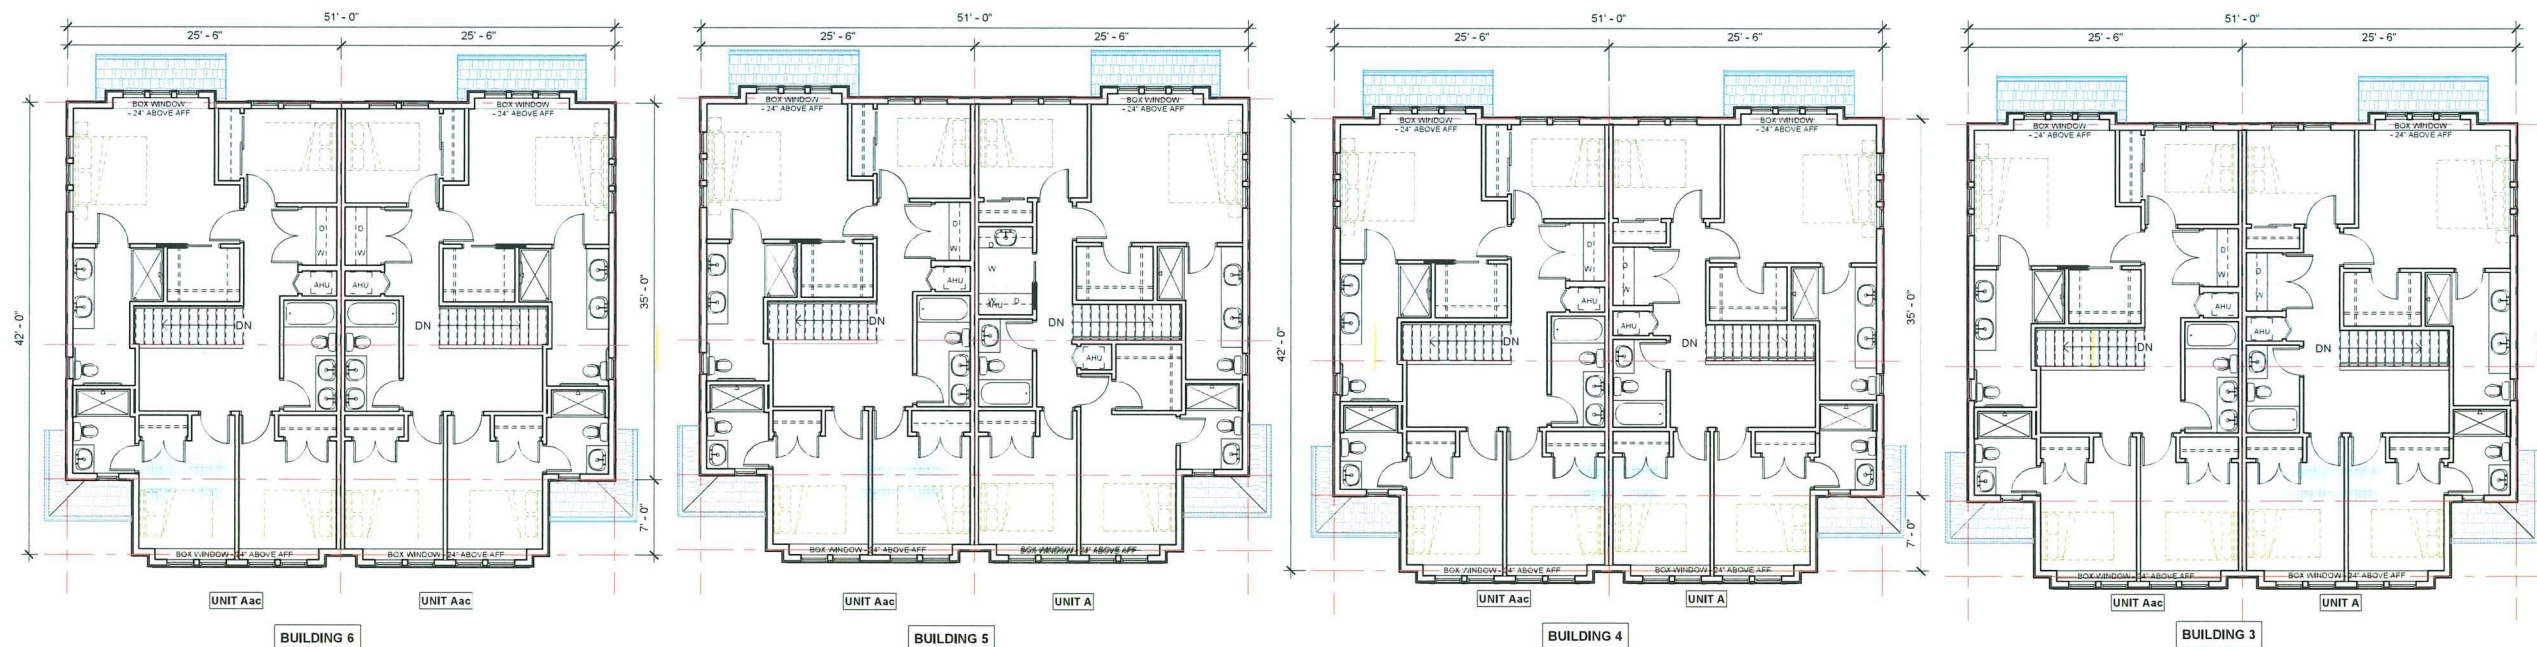 51' - 0"
25' - 6"
25' - 6"
BOX WINDOW
- 24" ABOVE AFF
BOX WINDOW
- 24" ABOVE AFF
D
W
D
W
AHU
AHU
DN
DN
42' - 0"
35' - 0"
7' - 0"
BOX WINDOW - 24" ABOVE AFF
BOX WINDOW - 24" ABOVE AFF
UNIT Aac
UNIT Aac
BUILDING 6
51' - 0"
25' - 6"
25' - 6"
BOX WINDOW
- 24" ABOVE AFF
BOX WINDOW
- 24" ABOVE AFF
D
W
D
W
AHU
W
D
AHU
DN
DN
AHU
BOX WINDOW - 24" ABOVE AFF
BOX WINDOW - 24" ABOVE AFF
UNIT Aac
UNIT A
BUILDING 5
51' - 0"
25' - 6"
25' - 6"
BOX WINDOW
- 24" ABOVE AFF
BOX WINDOW
- 24" ABOVE AFF
D
W
D
W
AHU
AHU
DN
DN
42' - 0"
35' - 0"
7' - 0"
BOX WINDOW - 24" ABOVE AFF
BOX WINDOW - 24" ABOVE AFF
UNIT Aac
UNIT A
BUILDING 4
51' - 0"
25' - 6"
25' - 6"
BOX WINDOW
- 24" ABOVE AFF
BOX WINDOW
- 24" ABOVE AFF
D
W
D
W
AHU
AHU
DN
DN
BOX WINDOW - 24" ABOVE AFF
BOX WINDOW - 24" ABOVE AFF
UNIT Aac
UNIT A
BUILDING 3